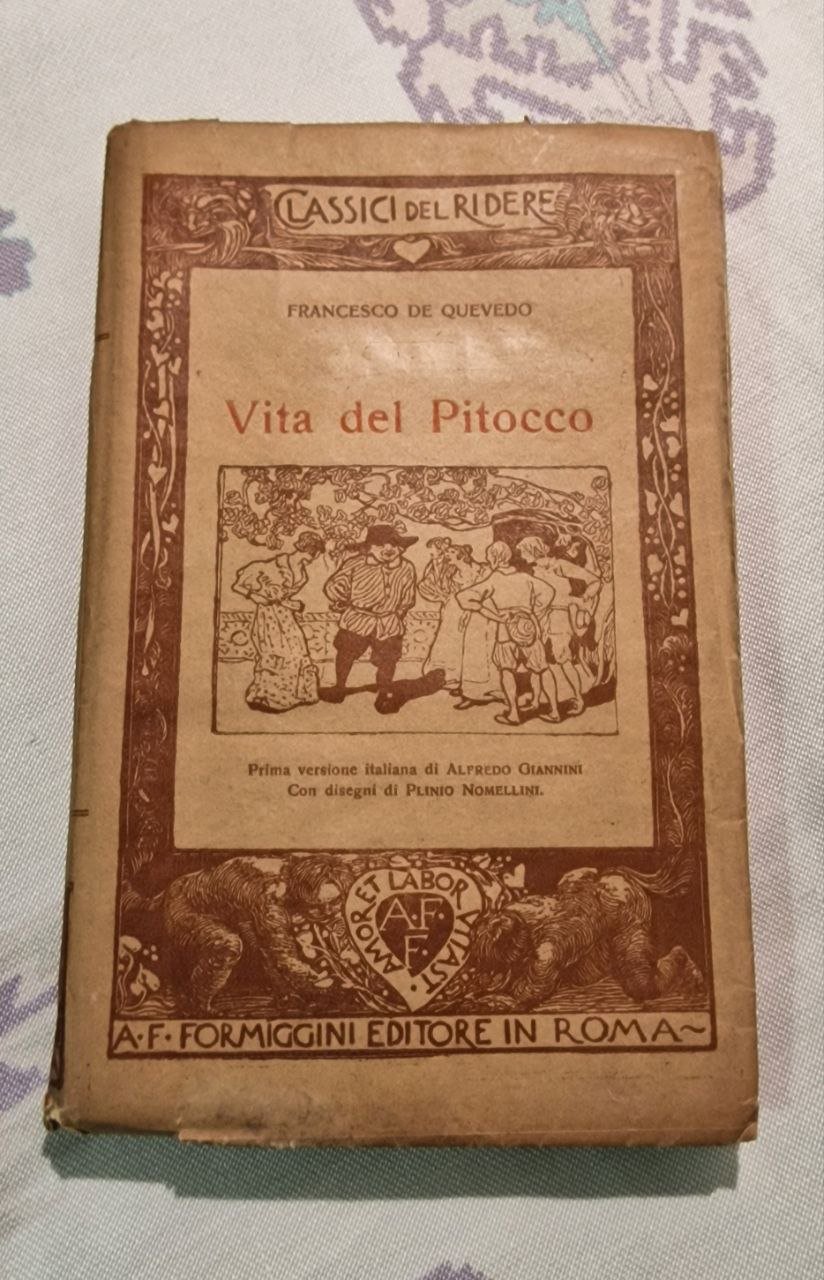 CLASSICI DEL RIDERE
FRANCESCO DE QUEVEDO
Vita del Pitocco
Prima versione italiana di ALFREDO GIANNINI
Con disegni di PLINIO NOMELLINI.
AMOR ET LABOR VITAST.
A.F.
F.
A·F· FORMIGGINI EDITORE IN ROMA~